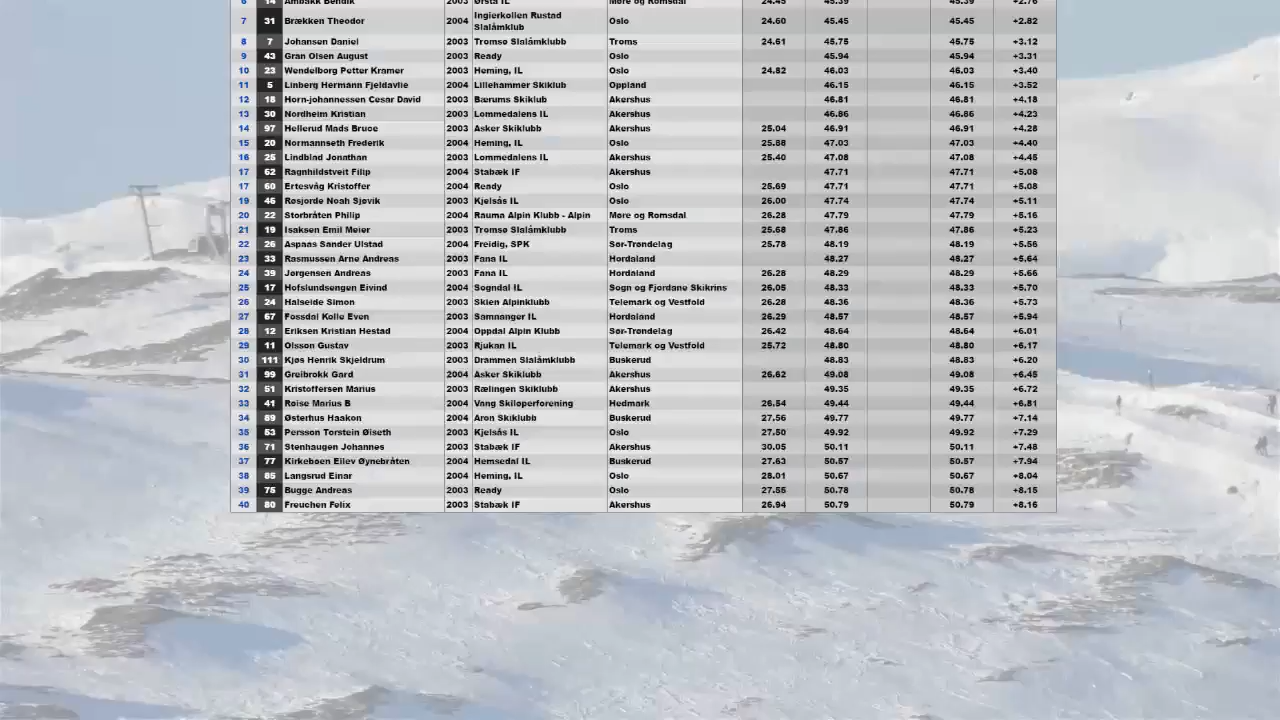 6 14 Ambakk Bendik 2003 Ørsta IL Møre og Romsdal 24.45 45.39 45.39 +2.76
7 31 Brækken Theodor 2004 Ingierkollen Rustad Slalåmklub Oslo 24.60 45.45 45.45 +2.82
8 7 Johansen Daniel 2003 Tromsø Slalåmklubb Troms 24.61 45.75 45.75 +3.12
9 43 Gran Olsen August 2003 Ready Oslo 45.94 45.94 +3.31
10 23 Wendelborg Petter Kramer 2003 Heming, IL Oslo 24.82 46.03 46.03 +3.40
11 5 Linberg Hermann Fjeldavlie 2004 Lillehammer Skiklub Oppland 46.15 46.15 +3.52
12 18 Horn-johannessen Cesar David 2003 Bærums Skiklub Akershus 46.81 46.81 +4.18
13 30 Nordheim Kristian 2003 Lommedalens IL Akershus 46.86 46.86 +4.23
14 97 Hellerud Mads Bruce 2003 Asker Skiklubb Akershus 25.04 46.91 46.91 +4.28
15 20 Normannseth Frederik 2004 Heming, IL Oslo 25.88 47.03 47.03 +4.40
16 25 Lindblad Jonathan 2003 Lommedalens IL Akershus 25.40 47.08 47.08 +4.45
17 62 Ragnhildstveit Filip 2004 Stabæk IF Akershus 47.71 47.71 +5.08
17 60 Ertesvåg Kristoffer 2004 Ready Oslo 25.69 47.71 47.71 +5.08
19 46 Røsjorde Noah Sjøvik 2003 Kjelsås IL Oslo 26.00 47.74 47.74 +5.11
20 22 Storbråten Philip 2004 Rauma Alpin Klubb - Alpin Møre og Romsdal 26.28 47.79 47.79 +5.16
21 19 Isaksen Emil Meier 2003 Tromsø Slalåmklubb Troms 25.68 47.86 47.86 +5.23
22 26 Aspaas Sander Ulstad 2004 Freidig, SPK Sør-Trøndelag 25.78 48.19 48.19 +5.56
23 33 Rasmussen Arne Andreas 2003 Fana IL Hordaland 48.27 48.27 +5.64
24 39 Jørgensen Andreas 2003 Fana IL Hordaland 26.28 48.29 48.29 +5.66
25 17 Hofslundsengen Eivind 2004 Sogndal IL Sogn og Fjordane Skikrins 26.05 48.33 48.33 +5.70
26 24 Halseide Simon 2003 Skien Alpinklubb Telemark og Vestfold 26.28 48.36 48.36 +5.73
27 67 Fossdal Kolle Even 2003 Samnanger IL Hordaland 26.29 48.57 48.57 +5.94
28 12 Eriksen Kristian Hestad 2004 Oppdal Alpin Klubb Sør-Trøndelag 26.42 48.64 48.64 +6.01
29 11 Olsson Gustav 2003 Rjukan IL Telemark og Vestfold 25.72 48.80 48.80 +6.17
30 111 Kjøs Henrik Skjeldrum 2003 Drammen Slalåmklubb Buskerud 48.83 48.83 +6.20
31 99 Greibrokk Gard 2004 Asker Skiklubb Akershus 26.62 49.08 49.08 +6.45
32 51 Kristoffersen Marius 2003 Rælingen Skiklubb Akershus 49.35 49.35 +6.72
33 41 Roise Marius B 2004 Vang Skiløperforening Hedmark 26.54 49.44 49.44 +6.81
34 89 Østerhus Haakon 2004 Aron Skiklubb Buskerud 27.56 49.77 49.77 +7.14
35 53 Persson Torstein Øiseth 2003 Kjelsås IL Oslo 27.50 49.92 49.92 +7.29
36 71 Stenhaugen Johannes 2003 Stabæk IF Akershus 30.05 50.11 50.11 +7.48
37 77 Kirkebøen Eilev Øynebråten 2004 Hemsedal IL Buskerud 27.63 50.57 50.57 +7.94
38 85 Langsrud Einar 2004 Heming, IL Oslo 28.01 50.67 50.67 +8.04
39 75 Bugge Andreas 2003 Ready Oslo 27.55 50.78 50.78 +8.15
40 80 Freuchen Felix 2003 Stabæk IF Akershus 26.94 50.79 50.79 +8.16